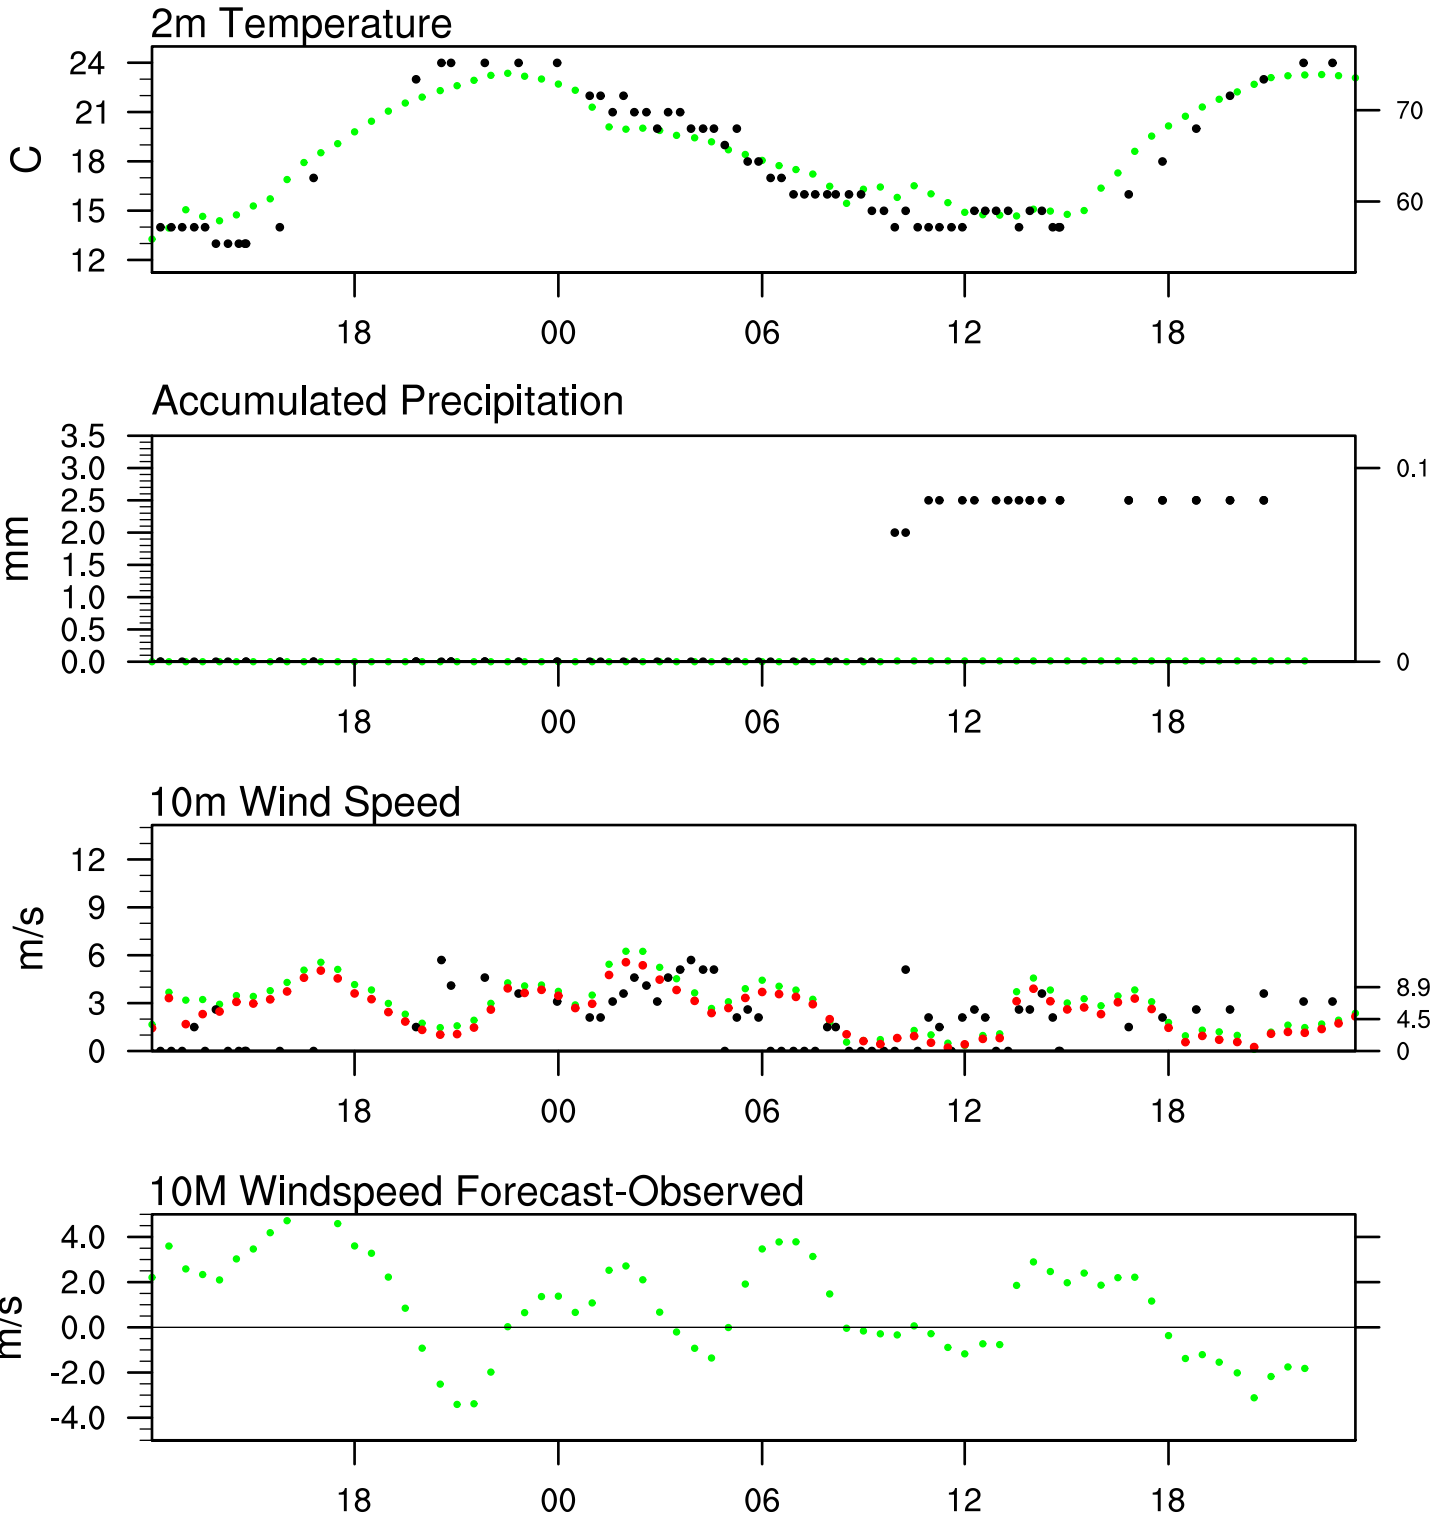 2m Temperature
24
21
18
15
12
C
70
60
18 00 06 12 18
Accumulated Precipitation
3.5
3.0
2.5
2.0
1.5
1.0
0.5
0.0
mm
0.1
0
18 00 06 12 18
10m Wind Speed
12
9
6
3
0
m/s
8.9
4.5
0
18 00 06 12 18
10M Windspeed Forecast-Observed
4.0
2.0
0.0
-2.0
-4.0
m/s
18 00 06 12 18